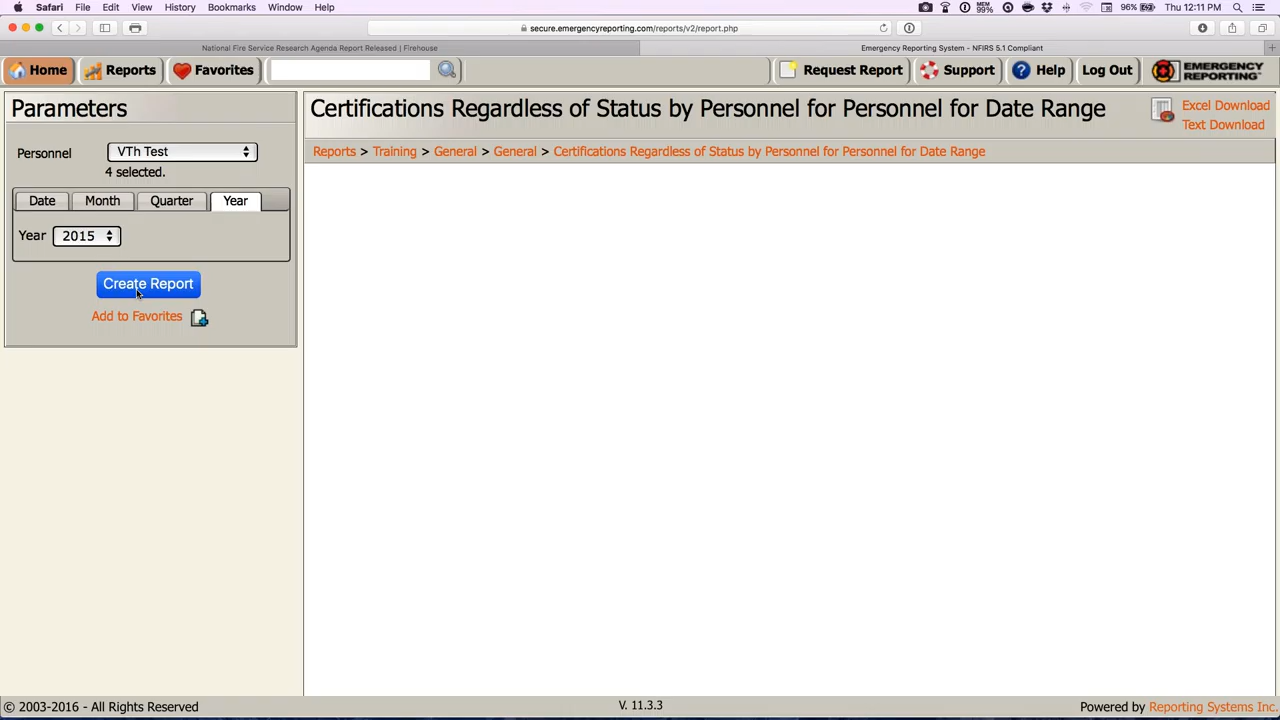 Safari File Edit View History Bookmarks Window Help MEM 99% 96% Thu 12:11 PM
secure.emergencyreporting.com/reports/v2/report.php
National Fire Service Research Agenda Report Released | Firehouse Emergency Reporting System - NFIRS 5.1 Compliant
Home Reports Favorites Request Report Support Help Log Out EMERGENCY REPORTING™
Parameters
Personnel VTh Test
4 selected.
Date Month Quarter Year
Year 2015
Create Report
Add to Favorites
Certifications Regardless of Status by Personnel for Personnel for Date Range
Excel Download
Text Download
Reports > Training > General > General > Certifications Regardless of Status by Personnel for Personnel for Date Range
© 2003-2016 - All Rights Reserved V. 11.3.3 Powered by Reporting Systems Inc.